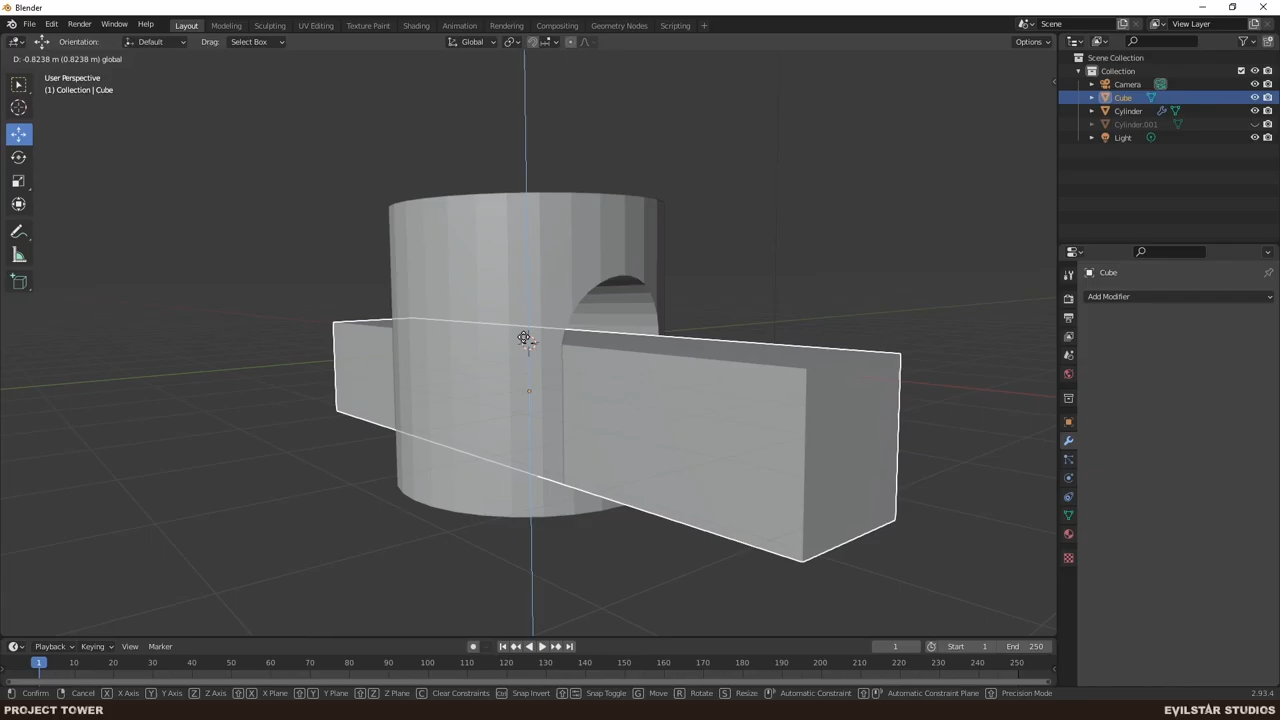 Blender
File Edit Render Window Help Layout Modeling Sculpting UV Editing Texture Paint Shading Animation Rendering Compositing Geometry Nodes Scripting + Scene View Layer
Orientation: Default Drag: Select Box Global Options
D: -0.8238 m (0.8238 m) global
User Perspective
(1) Collection | Cube
Scene Collection
Collection
Camera
Cube
Cylinder
Cylinder.001
Light
Cube
Add Modifier
Playback Keying View Marker 1 Start 1 End 250
1 10 20 30 40 50 60 70 80 90 100 110 120 130 140 150 160 170 180 190 200 210 220 230 240 250
Confirm Cancel X X Axis Y Y Axis Z Z Axis X X Plane Y Y Plane Z Z Plane C Clear Constraints Ctrl Snap Invert Snap Toggle G Move R Rotate S Resize Automatic Constraint Automatic Constraint Plane Precision Mode 2.93.4
PROJECT TOWER EVILSTAR STUDIOS